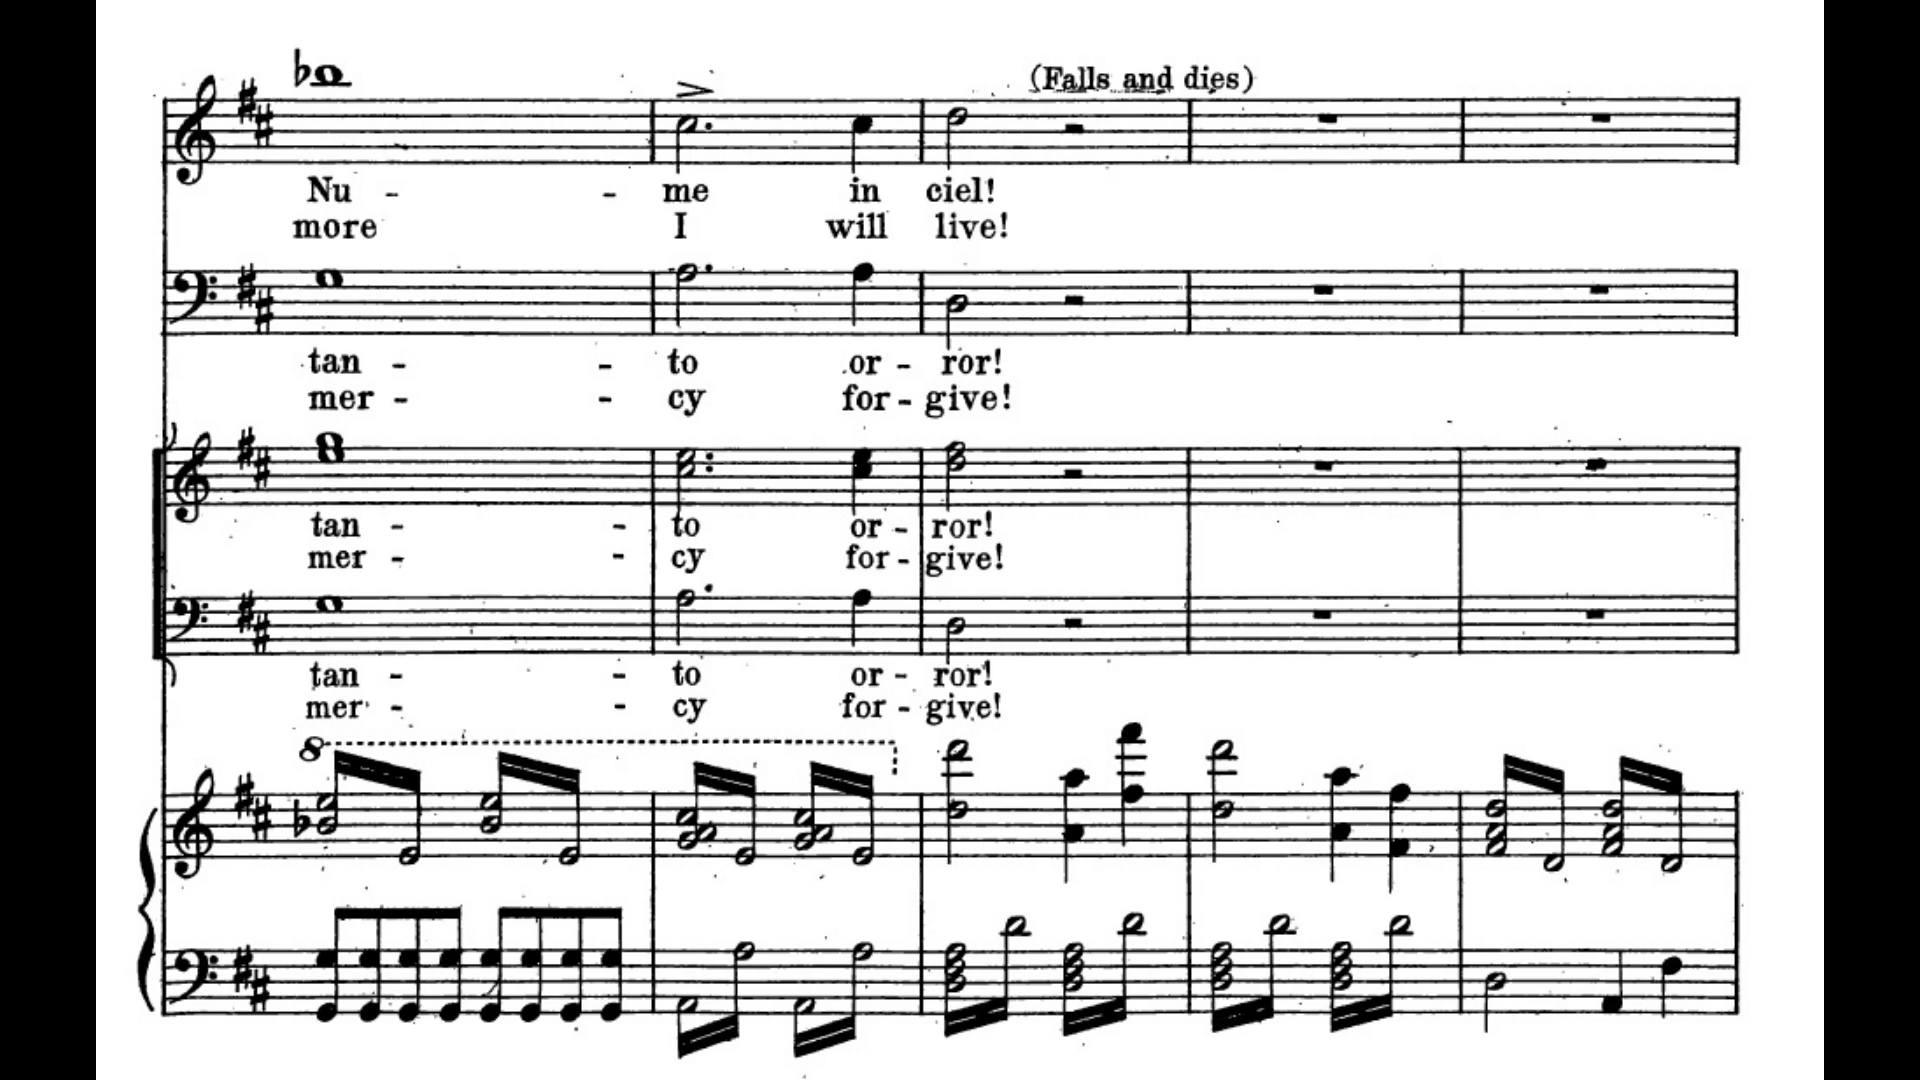 (Falls and dies)
Nu - - me in ciel!
more I will live!
tan - - to or - ror!
mer - - cy for - give!
tan - - to or - ror!
mer - - cy for - give!
tan - - to or - ror!
mer - - cy for - give!
8